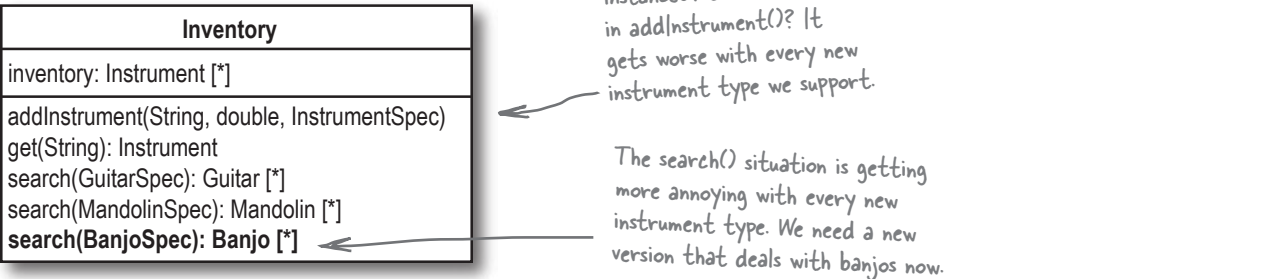 Inventory
inventory: Instrument [*]
addInstrument(String, double, InstrumentSpec)
get(String): Instrument
search(GuitarSpec): Guitar [*]
search(MandolinSpec): Mandolin [*]
search(BanjoSpec): Banjo [*]
in addInstrument()? It
gets worse with every new
instrument type we support.
The search() situation is getting
more annoying with every new
instrument type. We need a new
version that deals with banjos now.